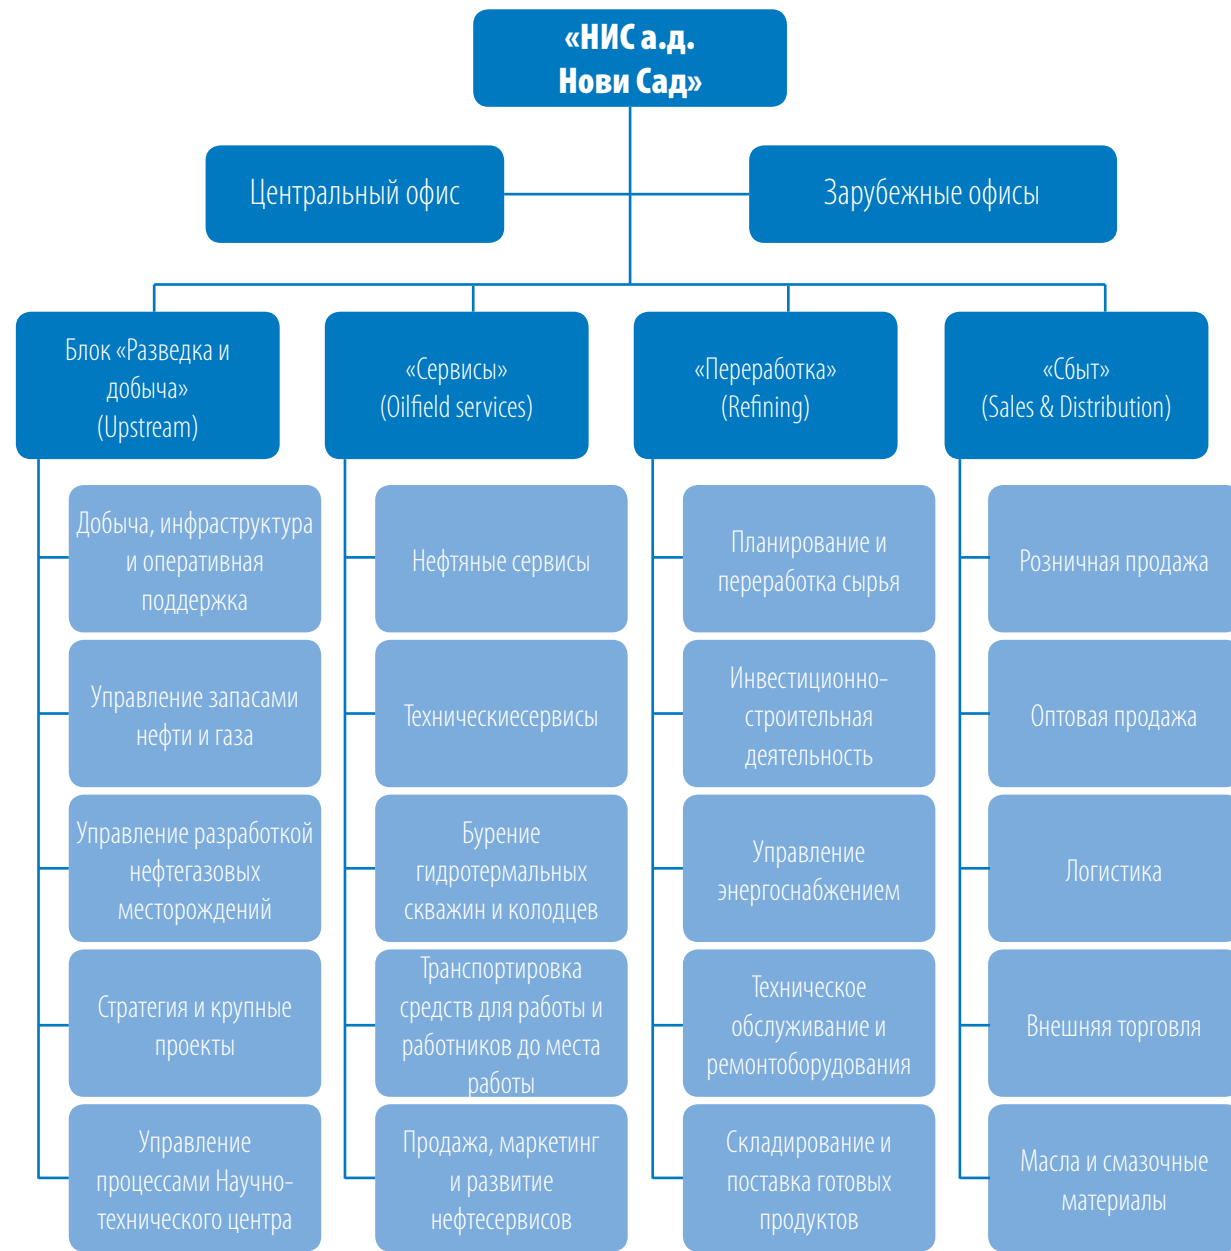 «НИС а.д.
Нови Сад»
Центральный офис
Зарубежные офисы
Блок «Разведка и
добыча»
(Upstream)
Добыча, инфраструктура
и оперативная
поддержка
Управление запасами
нефти и газа
Управление разработкой
нефтегазовых
месторождений
Стратегия и крупные
проекты
Управление
процессами Научно-
технического центра
«Сервисы»
(Oilfield services)
Нефтяные сервисы
Техническиесервисы
Бурение
гидротермальных
скважин и колодцев
Транспортировка
средств для работы и
работников до места
работы
Продажа, маркетинг
и развитие
нефтесервисов
«Переработка»
(Refining)
Планирование и
переработка сырья
Инвестиционно-
строительная
деятельность
Управление
энергоснабжением
Техническое
обслуживание и
ремонтоборудования
Складирование и
поставка готовых
продуктов
«Сбыт»
(Sales & Distribution)
Розничная продажа
Оптовая продажа
Логистика
Внешняя торговля
Масла и смазочные
материалы